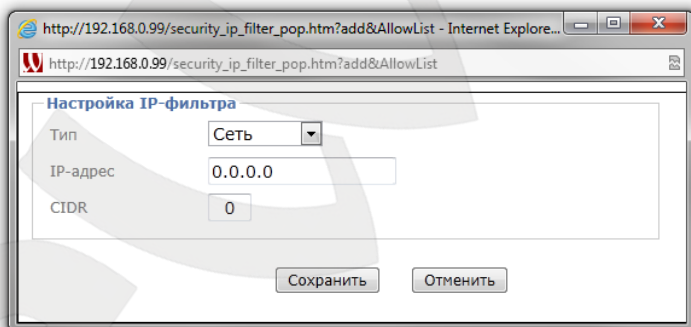 http://192.168.0.99/security_ip_filter_pop.htm?add&AllowList - Internet Explore...
http://192.168.0.99/security_ip_filter_pop.htm?add&AllowList
Настройка IP-фильтра
Тип Сеть
IP-адрес 0.0.0.0
CIDR 0
Сохранить Отменить